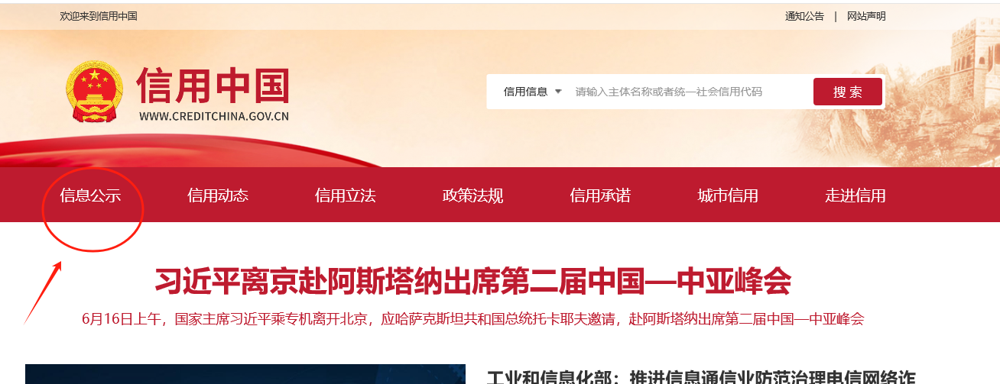 欢迎来到信用中国
通知公告 | 网站声明
信用中国
WWW.CREDITCHINA.GOV.CN
信用信息 请输入主体名称或者统一社会信用代码 搜索
信息公示 信用动态 信用立法 政策法规 信用承诺 城市信用 走进信用
习近平离京赴阿斯塔纳出席第二届中国—中亚峰会
6月16日上午，国家主席习近平乘专机离开北京，应哈萨克斯坦共和国总统托卡耶夫邀请，赴阿斯塔纳出席第二届中国—中亚峰会
工业和信息化部：推进信息通信业防范治理电信网络诈